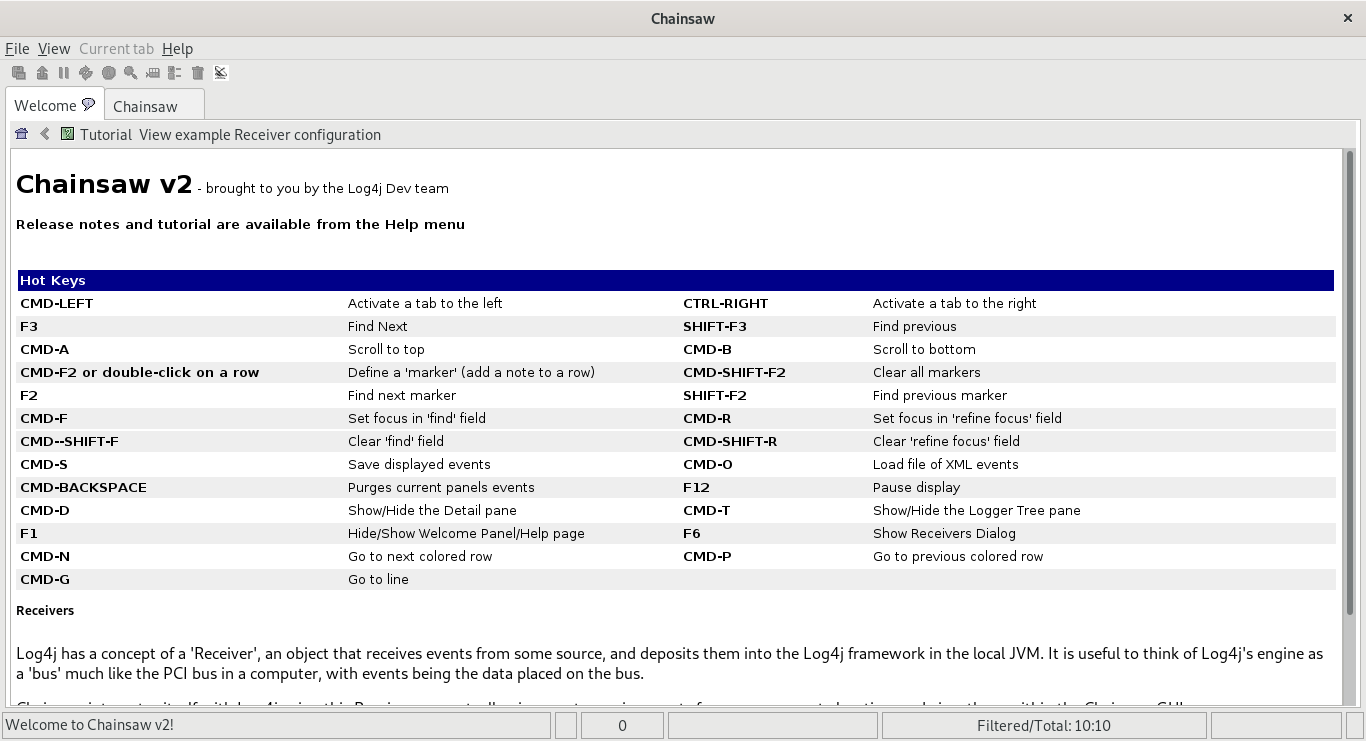 Chainsaw
File View Current tab Help
Welcome Chainsaw
Tutorial View example Receiver configuration
Chainsaw v2 - brought to you by the Log4j Dev team
Release notes and tutorial are available from the Help menu
Hot Keys
CMD-LEFT Activate a tab to the left CTRL-RIGHT Activate a tab to the right
F3 Find Next SHIFT-F3 Find previous
CMD-A Scroll to top CMD-B Scroll to bottom
CMD-F2 or double-click on a row Define a 'marker' (add a note to a row) CMD-SHIFT-F2 Clear all markers
F2 Find next marker SHIFT-F2 Find previous marker
CMD-F Set focus in 'find' field CMD-R Set focus in 'refine focus' field
CMD--SHIFT-F Clear 'find' field CMD-SHIFT-R Clear 'refine focus' field
CMD-S Save displayed events CMD-O Load file of XML events
CMD-BACKSPACE Purges current panels events F12 Pause display
CMD-D Show/Hide the Detail pane CMD-T Show/Hide the Logger Tree pane
F1 Hide/Show Welcome Panel/Help page F6 Show Receivers Dialog
CMD-N Go to next colored row CMD-P Go to previous colored row
CMD-G Go to line
Receivers
Log4j has a concept of a 'Receiver', an object that receives events from some source, and deposits them into the Log4j framework in the local JVM. It is useful to think of Log4j's engine as
a 'bus' much like the PCI bus in a computer, with events being the data placed on the bus.
Welcome to Chainsaw v2! 0 Filtered/Total: 10:10